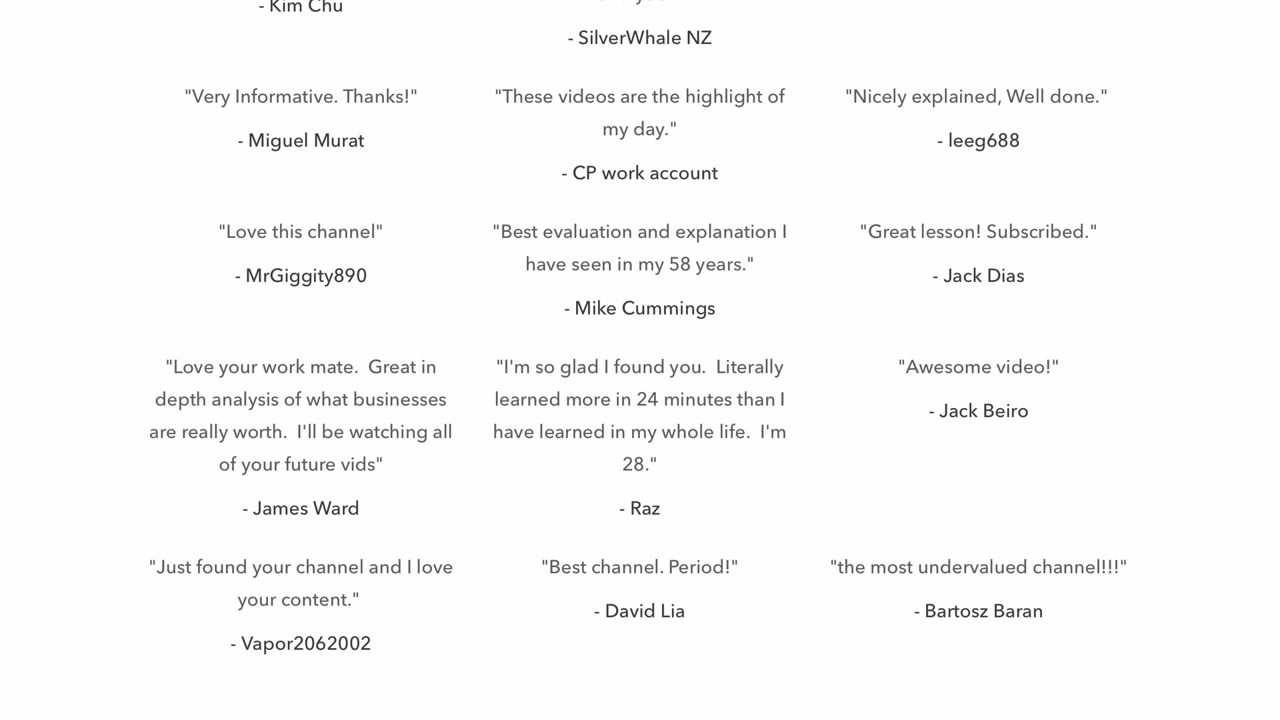 - Kim Chu
- SilverWhale NZ
"Very Informative. Thanks!"
- Miguel Murat
"These videos are the highlight of
my day."
- CP work account
"Nicely explained, Well done."
- leeg688
"Love this channel"
- MrGiggity890
"Best evaluation and explanation I
have seen in my 58 years."
- Mike Cummings
"Great lesson! Subscribed."
- Jack Dias
"Love your work mate.  Great in
depth analysis of what businesses
are really worth.  I'll be watching all
of your future vids"
- James Ward
"I'm so glad I found you.  Literally
learned more in 24 minutes than I
have learned in my whole life.  I'm
28."
- Raz
"Awesome video!"
- Jack Beiro
"Just found your channel and I love
your content."
- Vapor2062002
"Best channel. Period!"
- David Lia
"the most undervalued channel!!!"
- Bartosz Baran